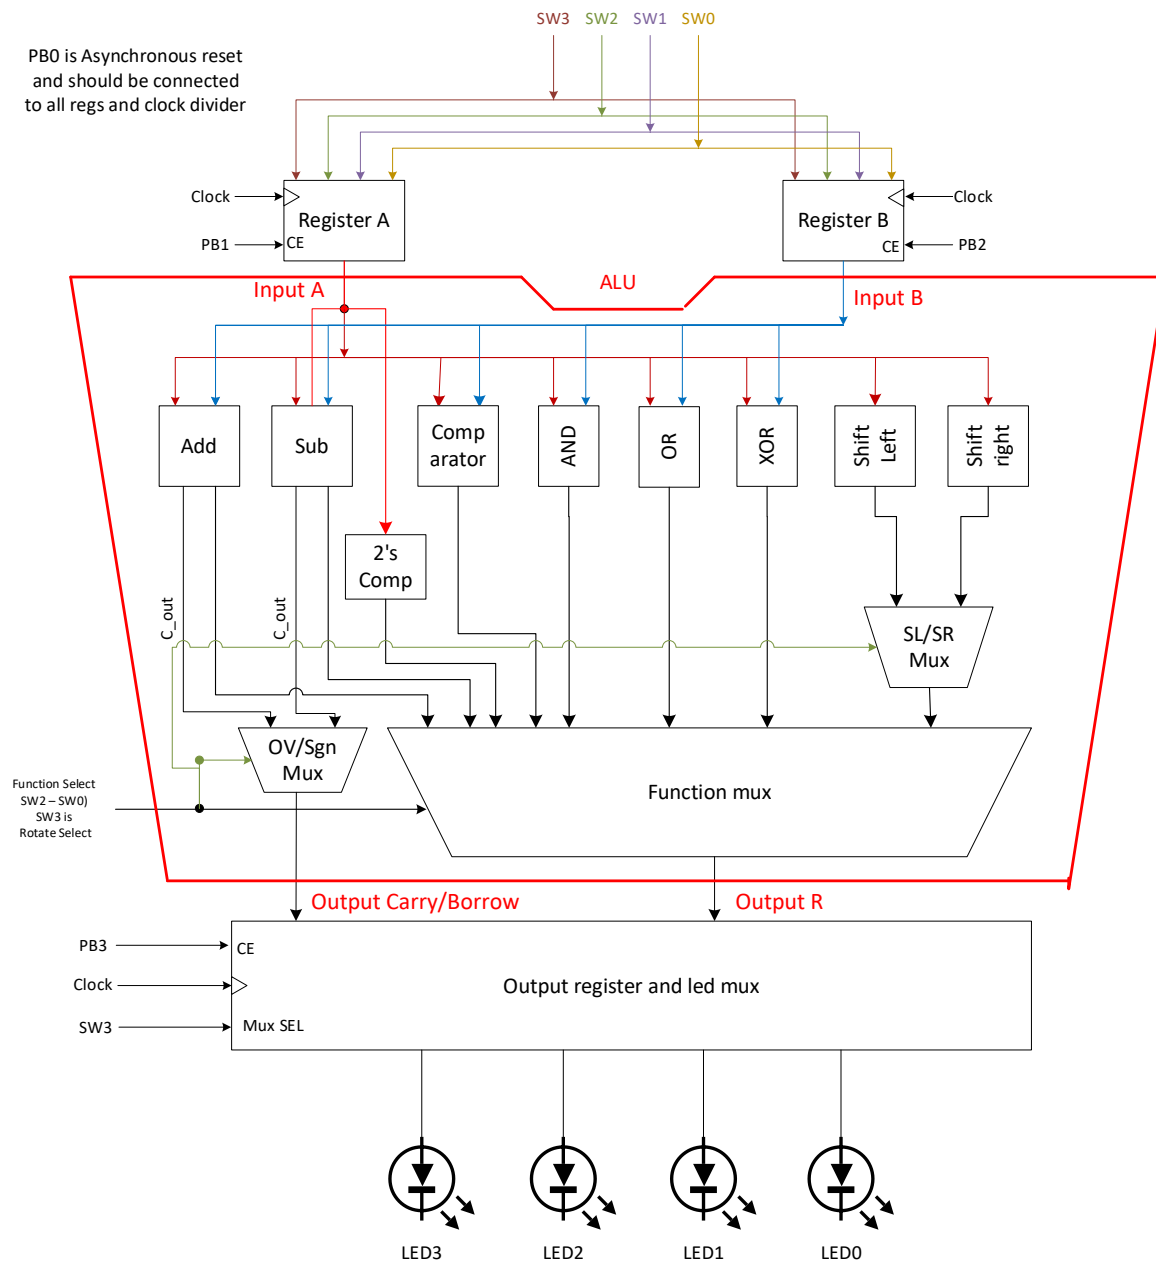 SW3 SW2 SW1 SW0
PB0 is Asynchronous reset
and should be connected
to all regs and clock divider
Clock
Register A
PB1
CE
Register B
Clock
CE
PB2
Input A
ALU
Input B
Add
Sub
Comp
arator
AND
OR
XOR
Shift
Left
Shift
right
2's
Comp
C_out
C_out
SL/SR
Mux
OV/Sgn
Mux
Function mux
Function Select
SW2 – SW0)
SW3 is
Rotate Select
Output Carry/Borrow
Output R
PB3
CE
Clock
Output register and led mux
SW3
Mux SEL
LED3
LED2
LED1
LED0